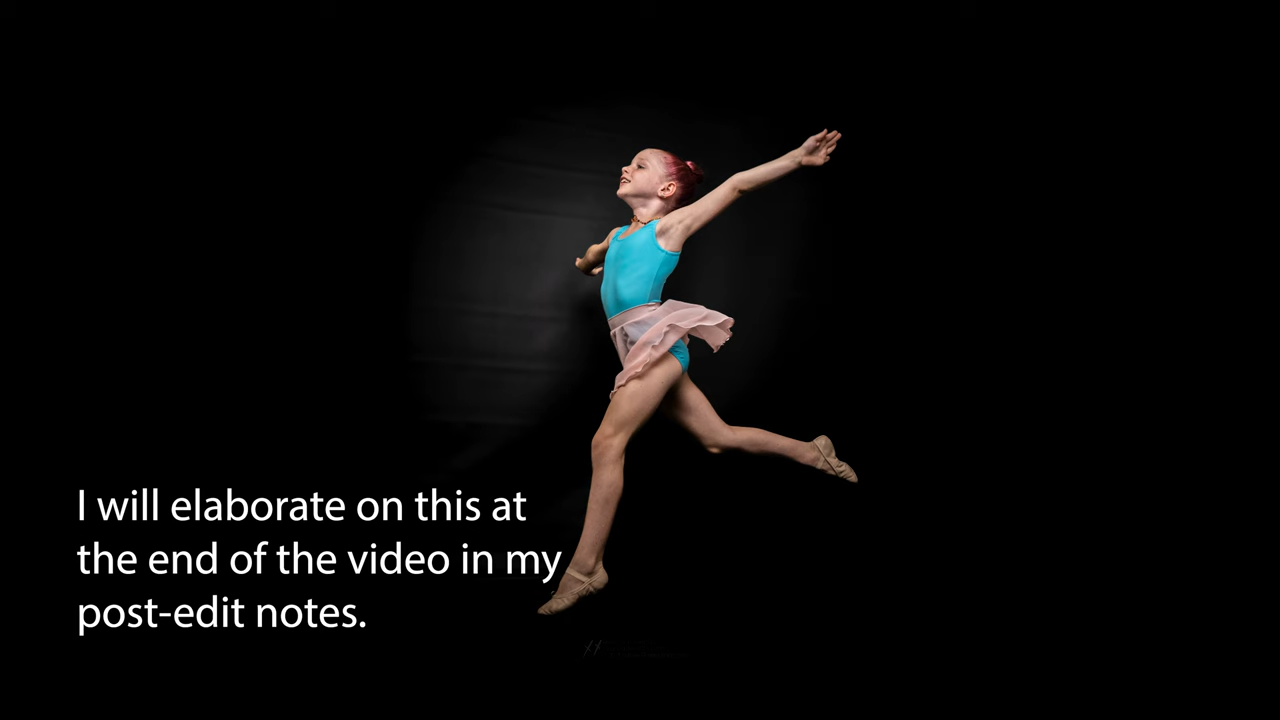 I will elaborate on this at
the end of the video in my
post-edit notes.